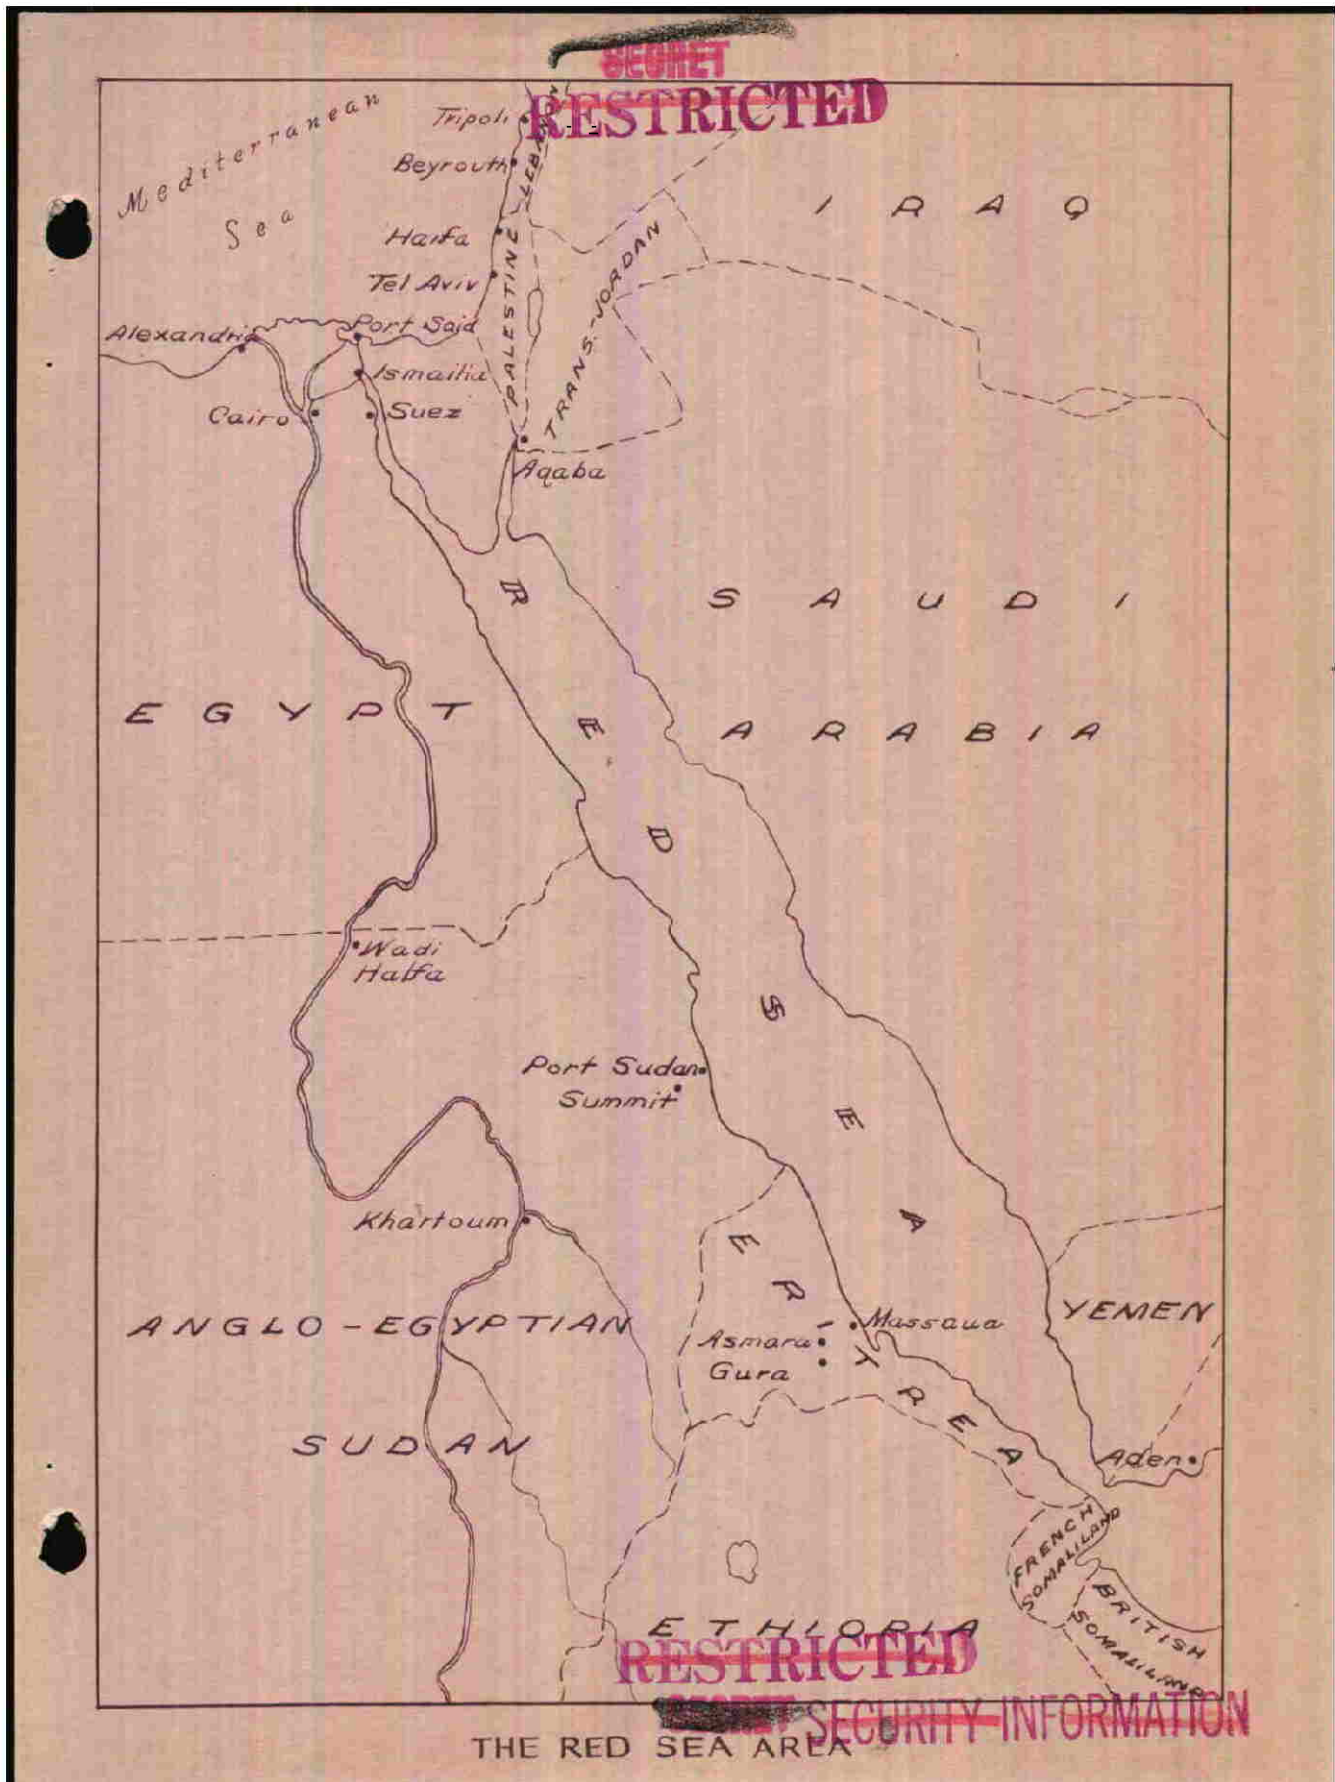 SECRET
RESTRICTED
Mediterranean
Sea
Tripoli
Beyrouth
LEBANON
Haifa
Tel Aviv
PALESTINE
TRANS-JORDAN
IRAQ
Alexandria
Port Said
Ismailia
Cairo
Suez
Aqaba
RED SEA
SAUDI
ARABIA
EGYPT
Wadi
Halfa
Port Sudan
Summit
Khartoum
ANGLO-EGYPTIAN
SUDAN
ERYREA
Massaua
Asmara
Gura
YEMEN
Aden
FRENCH
SOMALILAND
BRITISH
SOMALILAND
ETHIOPIA
RESTRICTED
SECRET SECURITY INFORMATION
THE RED SEA AREA